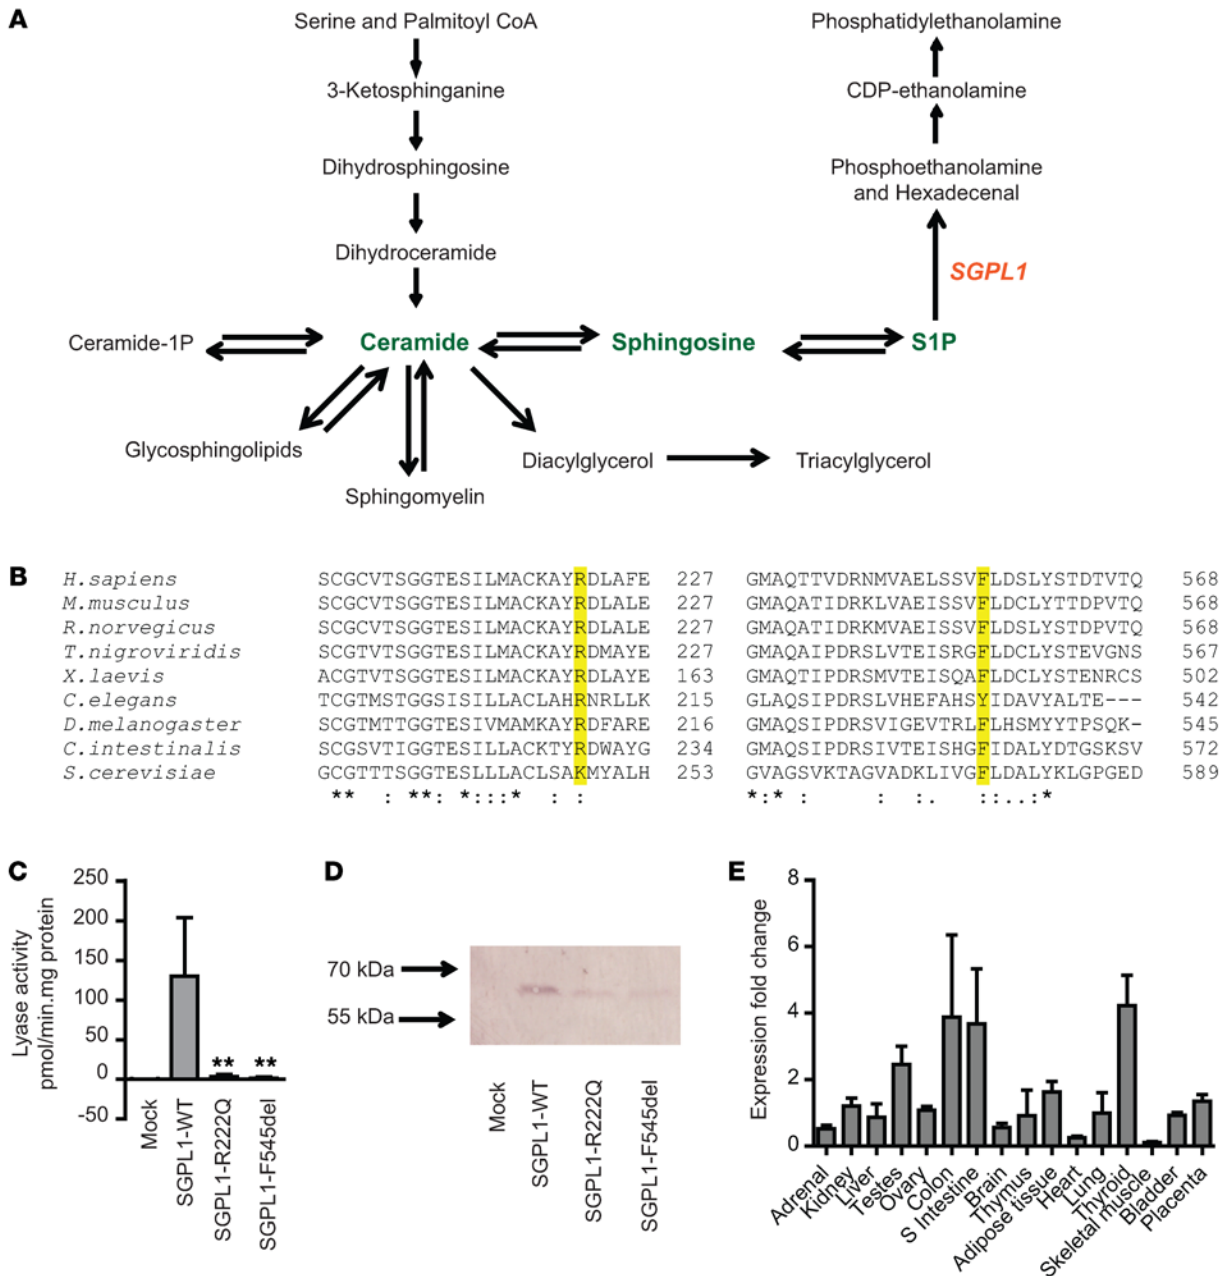 A
Serine and Palmitoyl CoA
3-Ketosphinganine
Dihydrosphingosine
Dihydroceramide
Phosphatidylethanolamine
CDP-ethanolamine
Phosphoethanolamine
and Hexadecenal
SGPL1
Ceramide-1P
Ceramide
Sphingosine
S1P
Glycosphingolipids
Sphingomyelin
Diacylglycerol
Triacylglycerol
B
H.sapiens SCGCVTSGGTESILMACKAYRDLAFE 227 GMAQTTVDRNMVAELSSVFLDSLYSTDTVTQ 568
M.musculus SCGCVTSGGTESILMACKAYRDLALE 227 GMAQATIDRKLVAEISSVFLDCLYTTDPVTQ 568
R.norvegicus SCGCVTSGGTESILMACKAYRDLALE 227 GMAQATIDRKMVAEISSVFLDSLYSTDPVTQ 568
T.nigroviridis SCGCVTSGGTESILMACKAYRDMAYE 227 GMAQAIPDRSLVTEISRGFLDCLYSTEVGNS 567
X.laevis ACGTVTSGGTESILMACKAYRDLAYE 163 GMAQTIPDRSMVTEISQAFLDCLYSTENRCS 502
C.elegans TCGTMSTGGSISILLACLAHRNRLLK 215 GLAQSIPDRSLVHEFAHSYIDAVYALTE--- 542
D.melanogaster SCGTMTTGGTESIVMAMKAYRDFARE 216 GMAQSIPDRSVIGEVTRLFLHSMYYTPSQK- 545
C.intestinalis SCGSVTIGGTESILLACKTYRDWAYG 234 GMAQSIPDRSIVTEISHGFIDALYDTGSKSV 572
S.cerevisiae GCGTTTSGGTESLLLACLSAKMYALH 253 GVAGSVKTAGVADKLIVGFLDALYKLGPGED 589
** : ** ** *:::* : : *:* : : :. ::..:*
C
Lyase activity
pmol/min.mg protein
250
200
150
100
50
0
-50
** **
Mock
SGPL1-WT
SGPL1-R222Q
SGPL1-F545del
D
70 kDa
55 kDa
Mock
SGPL1-WT
SGPL1-R222Q
SGPL1-F545del
E
Expression fold change
8
6
4
2
0
Adrenal
Kidney
Liver
Testes
Ovary
Colon
S Intestine
Brain
Thymus
Adipose tissue
Heart
Lung
Thyroid
Skeletal muscle
Bladder
Placenta